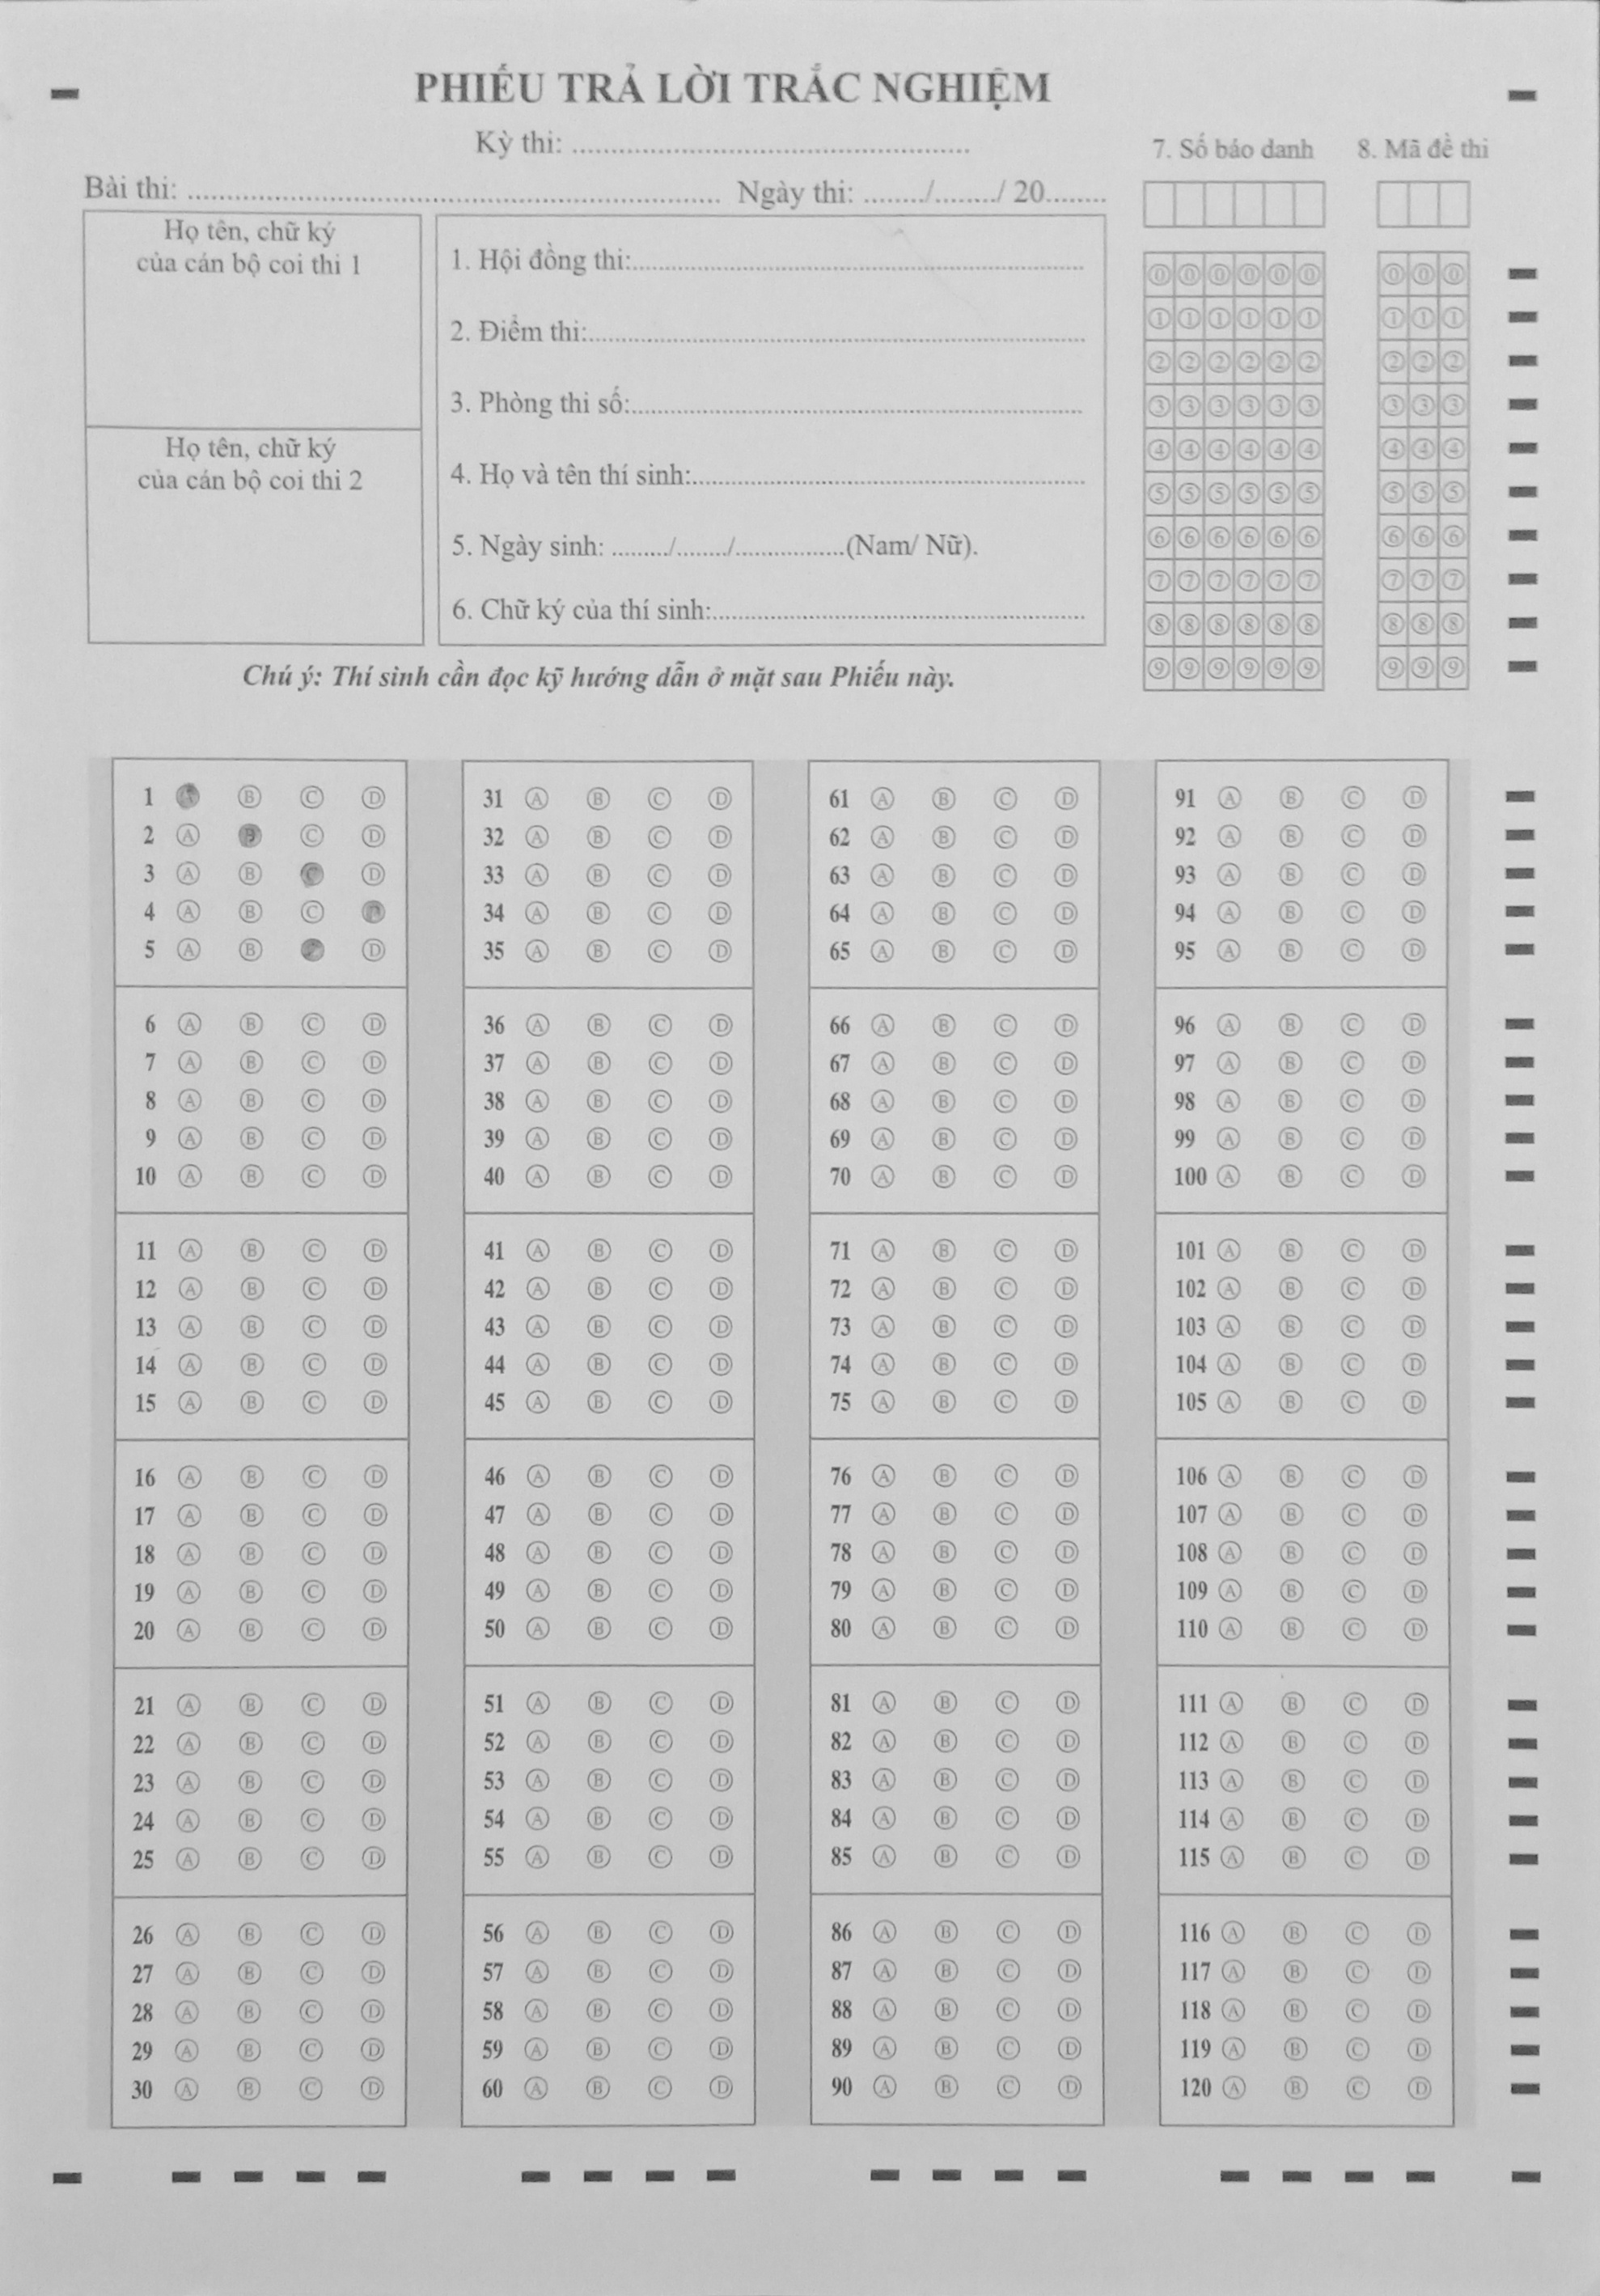 PHIẾU TRẢ LỜI TRẮC NGHIỆM
Kỳ thi: ....................................................
Bài thi: ...................................................................... Ngày thi: ......../......../ 20........
7. Số báo danh
8. Mã đề thi
Họ tên, chữ ký
của cán bộ coi thi 1
Họ tên, chữ ký
của cán bộ coi thi 2
1. Hội đồng thi:............................................................
2. Điểm thi:..................................................................
3. Phòng thi số:............................................................
4. Họ và tên thí sinh:....................................................
5. Ngày sinh: ........./......../...............(Nam/ Nữ).
6. Chữ ký của thí sinh:.................................................
0 0 0 0 0 0 0 0 0
1 1 1 1 1 1 1 1 1
2 2 2 2 2 2 2 2 2
3 3 3 3 3 3 3 3 3
4 4 4 4 4 4 4 4 4
5 5 5 5 5 5 5 5 5
6 6 6 6 6 6 6 6 6
7 7 7 7 7 7 7 7 7
8 8 8 8 8 8 8 8 8
9 9 9 9 9 9 9 9 9
Chú ý: Thí sinh cần đọc kỹ hướng dẫn ở mặt sau Phiếu này.
1 A B C D
2 A B C D
3 A B C D
4 A B C D
5 A B C D
6 A B C D
7 A B C D
8 A B C D
9 A B C D
10 A B C D
11 A B C D
12 A B C D
13 A B C D
14 A B C D
15 A B C D
16 A B C D
17 A B C D
18 A B C D
19 A B C D
20 A B C D
21 A B C D
22 A B C D
23 A B C D
24 A B C D
25 A B C D
26 A B C D
27 A B C D
28 A B C D
29 A B C D
30 A B C D
31 A B C D
32 A B C D
33 A B C D
34 A B C D
35 A B C D
36 A B C D
37 A B C D
38 A B C D
39 A B C D
40 A B C D
41 A B C D
42 A B C D
43 A B C D
44 A B C D
45 A B C D
46 A B C D
47 A B C D
48 A B C D
49 A B C D
50 A B C D
51 A B C D
52 A B C D
53 A B C D
54 A B C D
55 A B C D
56 A B C D
57 A B C D
58 A B C D
59 A B C D
60 A B C D
61 A B C D
62 A B C D
63 A B C D
64 A B C D
65 A B C D
66 A B C D
67 A B C D
68 A B C D
69 A B C D
70 A B C D
71 A B C D
72 A B C D
73 A B C D
74 A B C D
75 A B C D
76 A B C D
77 A B C D
78 A B C D
79 A B C D
80 A B C D
81 A B C D
82 A B C D
83 A B C D
84 A B C D
85 A B C D
86 A B C D
87 A B C D
88 A B C D
89 A B C D
90 A B C D
91 A B C D
92 A B C D
93 A B C D
94 A B C D
95 A B C D
96 A B C D
97 A B C D
98 A B C D
99 A B C D
100 A B C D
101 A B C D
102 A B C D
103 A B C D
104 A B C D
105 A B C D
106 A B C D
107 A B C D
108 A B C D
109 A B C D
110 A B C D
111 A B C D
112 A B C D
113 A B C D
114 A B C D
115 A B C D
116 A B C D
117 A B C D
118 A B C D
119 A B C D
120 A B C D